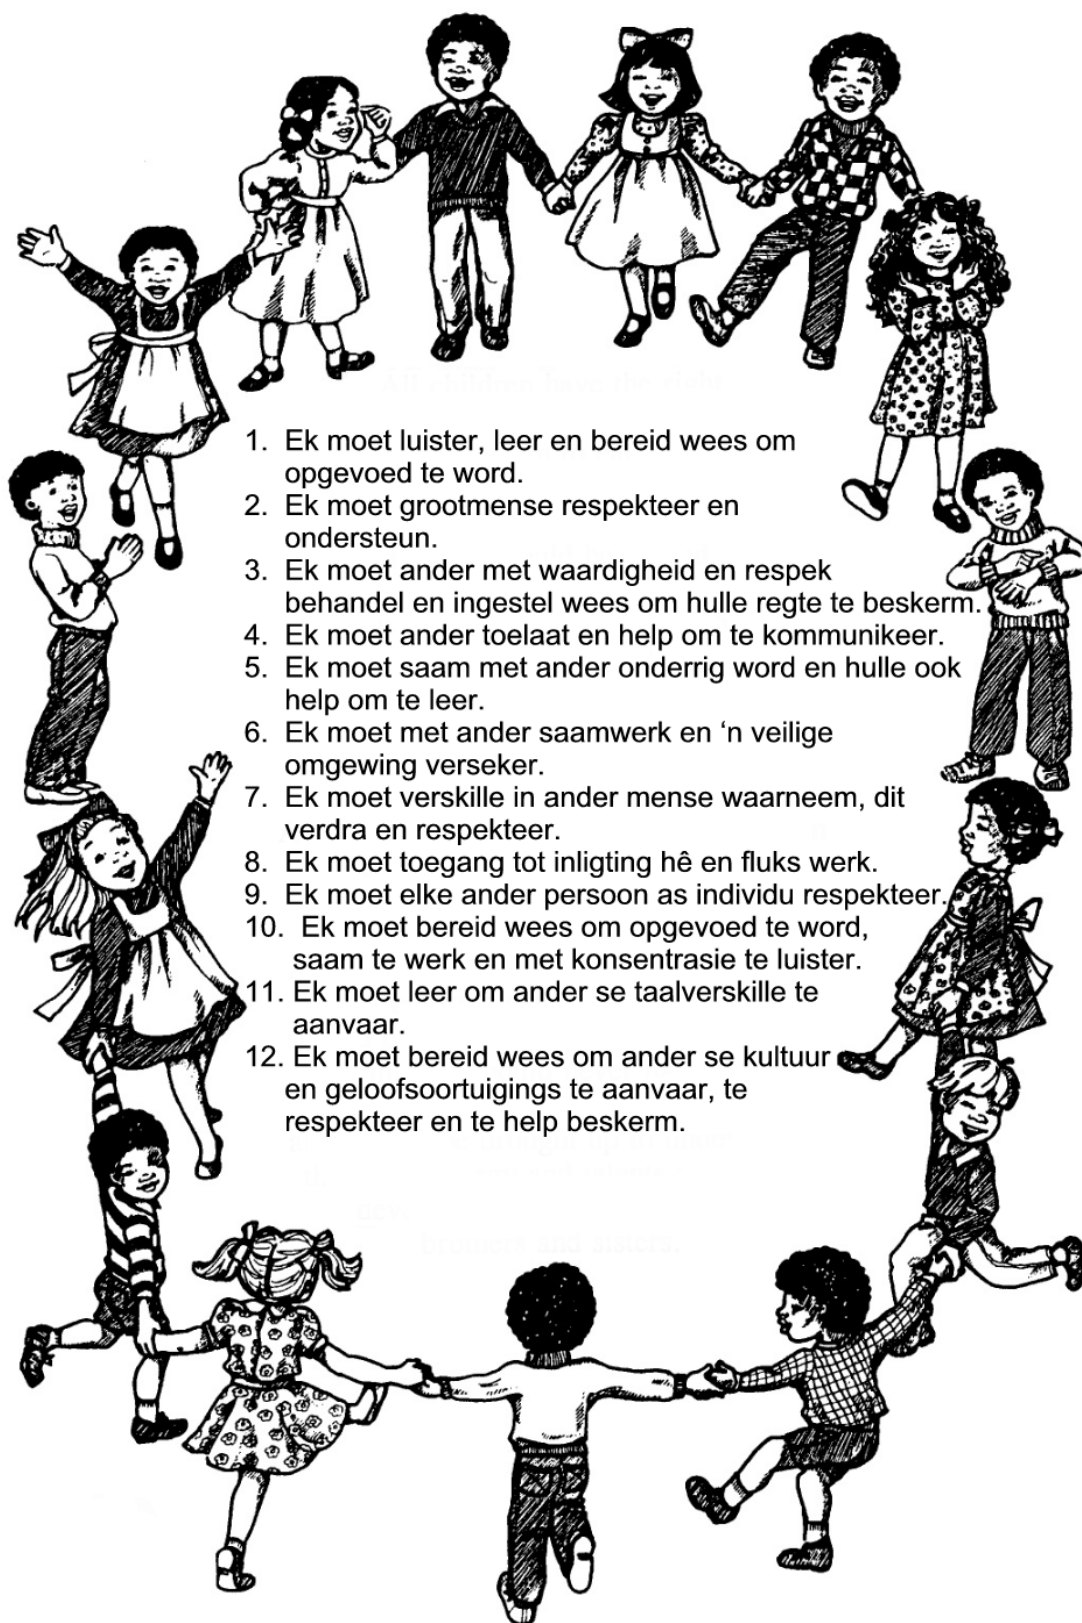 1. Ek moet luister, leer en bereid wees om
opgevoed te word.
2. Ek moet grootmense respekteer en
ondersteun.
3. Ek moet ander met waardigheid en respek
behandel en ingestel wees om hulle regte te beskerm.
4. Ek moet ander toelaat en help om te kommunikeer.
5. Ek moet saam met ander onderrig word en hulle ook
help om te leer.
6. Ek moet met ander saamwerk en ‘n veilige
omgewing verseker.
7. Ek moet verskille in ander mense waarneem, dit
verdra en respekteer.
8. Ek moet toegang tot inligting hê en fluks werk.
9. Ek moet elke ander persoon as individu respekteer.
10. Ek moet bereid wees om opgevoed te word,
saam te werk en met konsentrasie te luister.
11. Ek moet leer om ander se taalverskille te
aanvaar.
12. Ek moet bereid wees om ander se kultuur
en geloofsoortuigings te aanvaar, te
respekteer en te help beskerm.